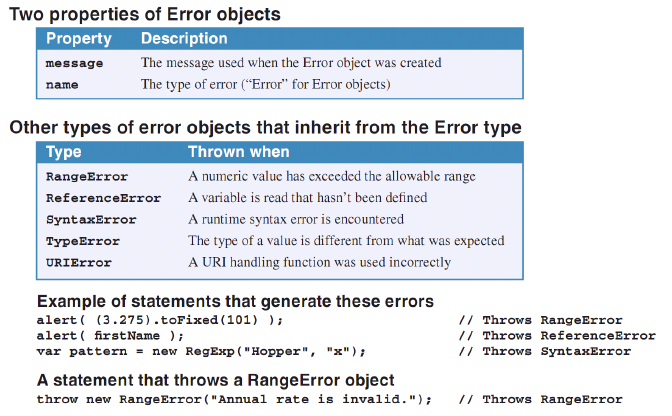 Two properties of Error objects
Property Description
message The message used when the Error object was created
name The type of error (“Error” for Error objects)
Other types of error objects that inherit from the Error type
Type Thrown when
RangeError A numeric value has exceeded the allowable range
ReferenceError A variable is read that hasn’t been defined
SyntaxError A runtime syntax error is encountered
TypeError The type of a value is different from what was expected
URIError A URI handling function was used incorrectly
Example of statements that generate these errors
alert( (3.275).toFixed(101) ); // Throws RangeError
alert( firstName ); // Throws ReferenceError
var pattern = new RegExp("Hopper", "x"); // Throws SyntaxError
A statement that throws a RangeError object
throw new RangeError("Annual rate is invalid."); // Throws RangeError